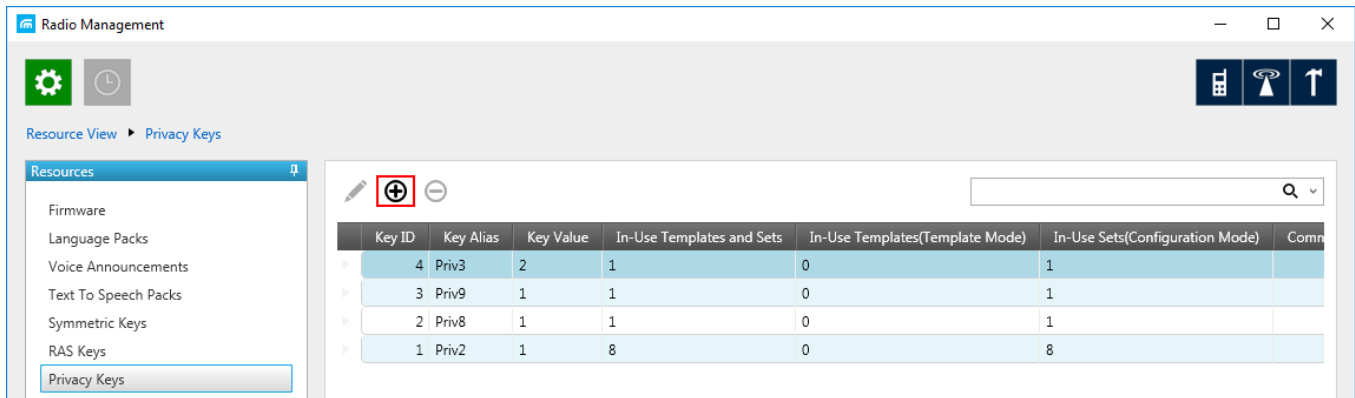 Radio Management
Resource View ▶ Privacy Keys
Resources
Firmware
Language Packs
Voice Announcements
Text To Speech Packs
Symmetric Keys
RAS Keys
Privacy Keys
Key ID Key Alias Key Value In-Use Templates and Sets In-Use Templates(Template Mode) In-Use Sets(Configuration Mode) Comm
4 Priv3 2 1 0 1
3 Priv9 1 1 0 1
2 Priv8 1 1 0 1
1 Priv2 1 8 0 8